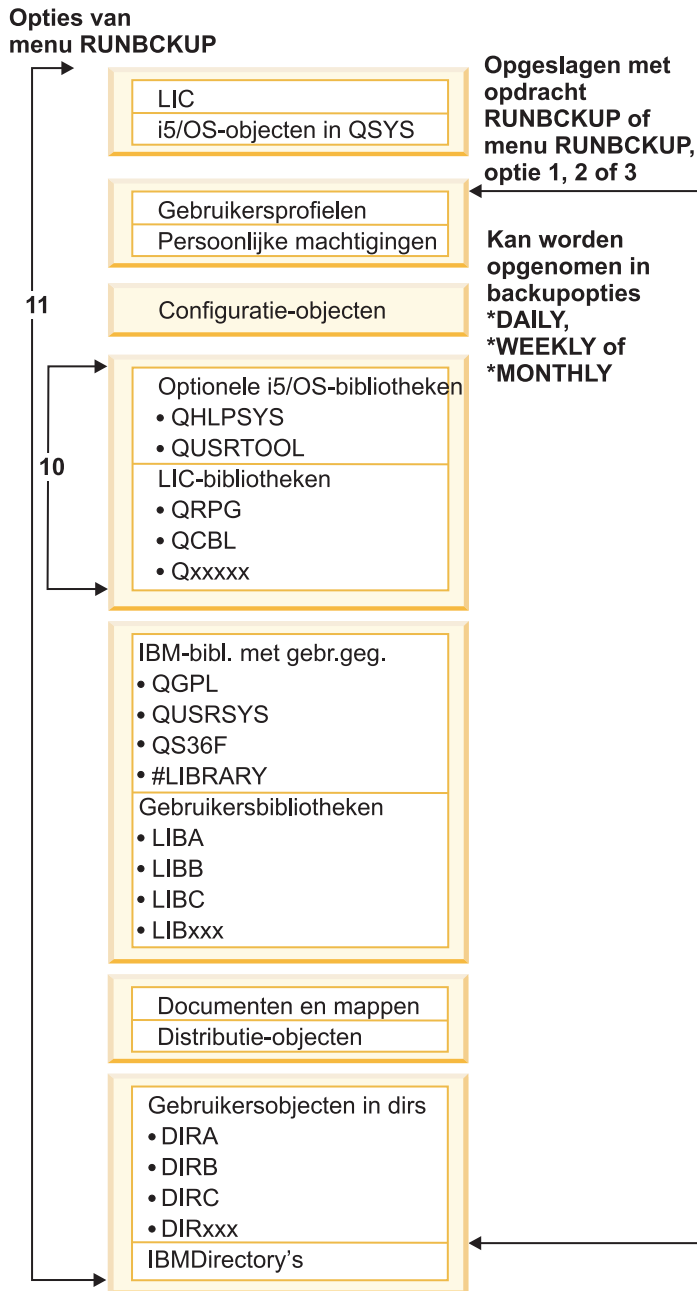 Opties van
menu RUNBCKUP
LIC
i5/OS-objecten in QSYS
Opgeslagen met
opdracht
RUNBCKUP of
menu RUNBCKUP,
optie 1, 2 of 3
Gebruikersprofielen
Persoonlijke machtigingen
Kan worden
opgenomen in
backupopties
*DAILY,
*WEEKLY of
*MONTHLY
11
Configuratie-objecten
10
Optionele i5/OS-bibliotheken
• QHLPSYS
• QUSRTOOL
LIC-bibliotheken
• QRPG
• QCBL
• Qxxxxx
IBM-bibl. met gebr.geg.
• QGPL
• QUSRSYS
• QS36F
• #LIBRARY
Gebruikersbibliotheken
• LIBA
• LIBB
• LIBC
• LIBxxx
Documenten en mappen
Distributie-objecten
Gebruikersobjecten in dirs
• DIRA
• DIRB
• DIRC
• DIRxxx
IBMDirectory's